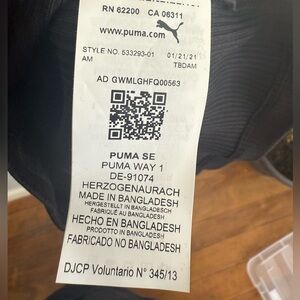 RN 62200 CA 06311
www.puma.com
STYLE NO. 533293-01 01/21/21
AM TBDAM
AD GWMLGHFQ00563
PUMA SE
PUMA WAY 1
DE-91074
HERZOGENAURACH
MADE IN BANGLADESH
HERGESTELLT IN BANGLADESCH
FABRIQUÉ AU BANGLADESH
HECHO EN BANGLADESH
PRODOTTO IN BANGLADESH
FABRICADO NO BANGLADESH
DJCP Voluntario N° 345/13